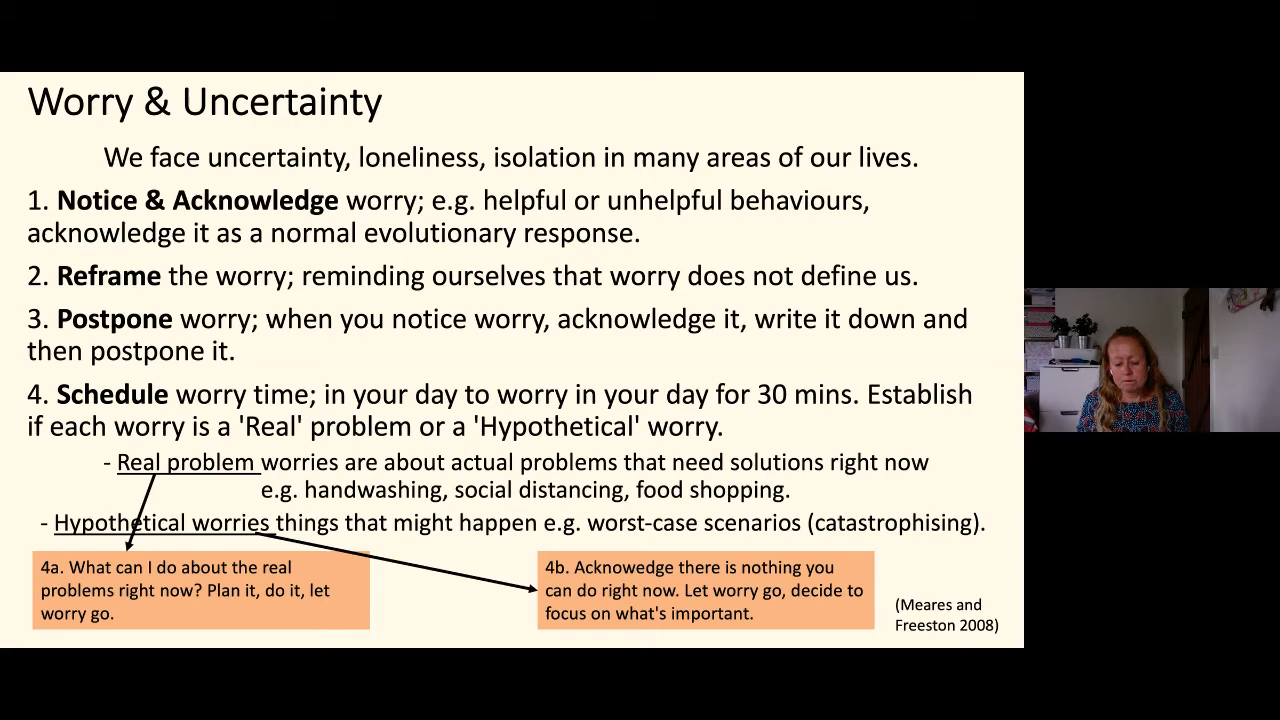 Worry & Uncertainty
We face uncertainty, loneliness, isolation in many areas of our lives.
1. Notice & Acknowledge worry; e.g. helpful or unhelpful behaviours,
acknowledge it as a normal evolutionary response.
2. Reframe the worry; reminding ourselves that worry does not define us.
3. Postpone worry; when you notice worry, acknowledge it, write it down and
then postpone it.
4. Schedule worry time; in your day to worry in your day for 30 mins. Establish
if each worry is a 'Real' problem or a 'Hypothetical' worry.
- Real problem worries are about actual problems that need solutions right now
e.g. handwashing, social distancing, food shopping.
- Hypothetical worries things that might happen e.g. worst-case scenarios (catastrophising).
4a. What can I do about the real
problems right now? Plan it, do it, let
worry go.
4b. Acknowedge there is nothing you
can do right now. Let worry go, decide to
focus on what's important.
(Meares and
Freeston 2008)